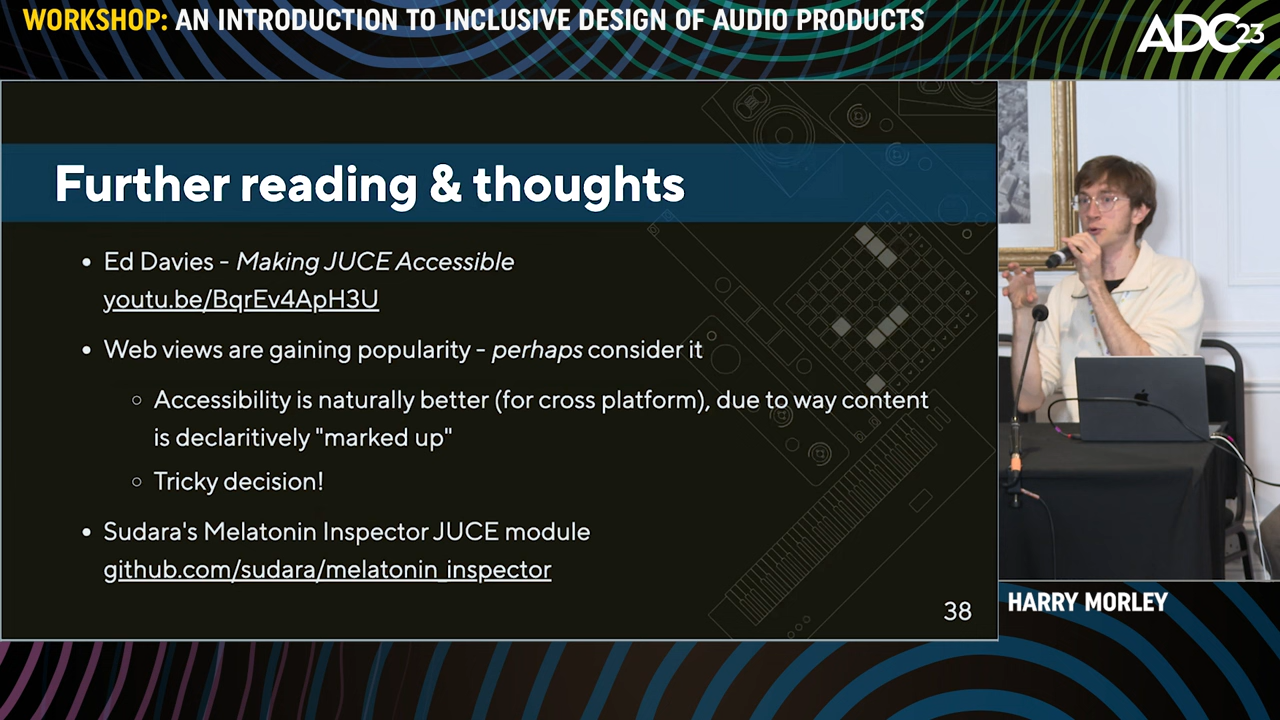 WORKSHOP: AN INTRODUCTION TO INCLUSIVE DESIGN OF AUDIO PRODUCTS
ADC23
Further reading & thoughts
• Ed Davies - Making JUCE Accessible
youtu.be/BqrEv4ApH3U
• Web views are gaining popularity - perhaps consider it
○ Accessibility is naturally better (for cross platform), due to way content
is declaritively "marked up"
○ Tricky decision!
• Sudara's Melatonin Inspector JUCE module
github.com/sudara/melatonin_inspector
38
HARRY MORLEY